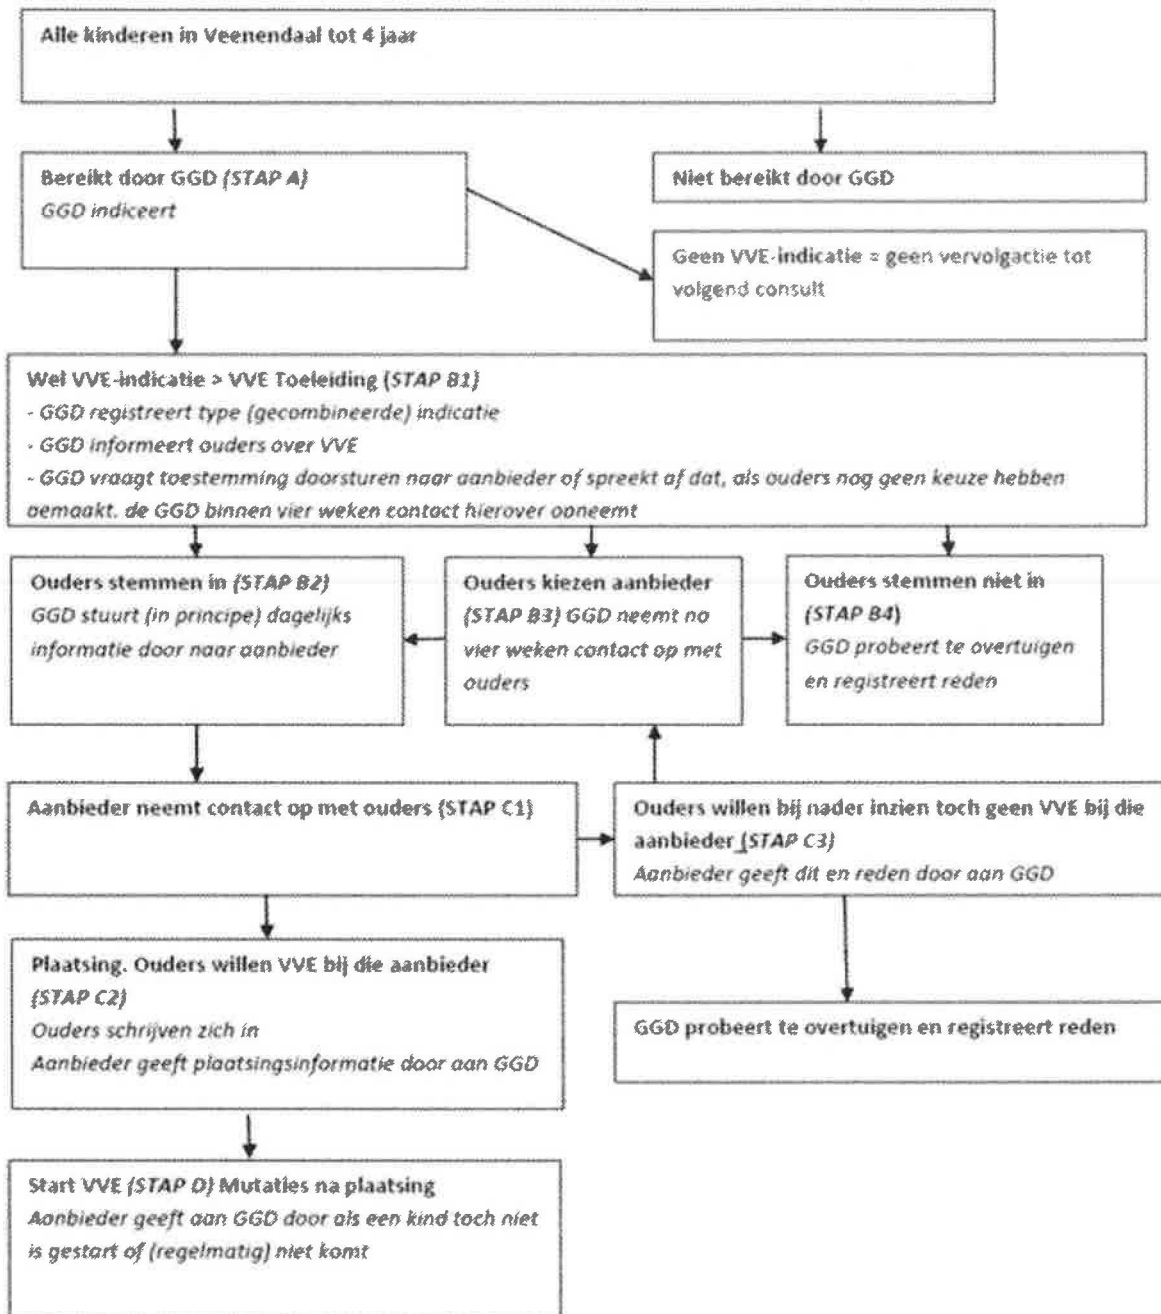 Alle kinderen in Veenendaal tot 4 jaar
Bereikt door GGD (STAP A)
GGD indiceert
Niet bereikt door GGD
Geen VVE-indicatie = geen vervolgactie tot
volgend consult
Wel VVE-indicatie > VVE Toeleiding (STAP B1)
- GGD registreert type (gecombineerde) indicatie
- GGD informeert ouders over VVE
- GGD vraagt toestemming doorsturen naar aanbieder of spreekt af dat, als ouders nog geen keuze hebben
gemaakt, de GGD binnen vier weken contact hierover opneemt
Ouders stemmen in (STAP B2)
GGD stuurt (in principe) dagelijks
informatie door naar aanbieder
Ouders kiezen aanbieder
(STAP B3) GGD neemt na
vier weken contact op met
ouders
Ouders stemmen niet in
(STAP B4)
GGD probeert te overtuigen
en registreert reden
Aanbieder neemt contact op met ouders (STAP C1)
Ouders willen bij nader inzien toch geen VVE bij die
aanbieder (STAP C3)
Aanbieder geeft dit en reden door aan GGD
Plaatsing. Ouders willen VVE bij die aanbieder
(STAP C2)
Ouders schrijven zich in
Aanbieder geeft plaatsingsinformatie door aan GGD
GGD probeert te overtuigen en registreert reden
Start VVE (STAP D) Mutaties na plaatsing
Aanbieder geeft aan GGD door als een kind toch niet
is gestart of (regelmatig) niet komt